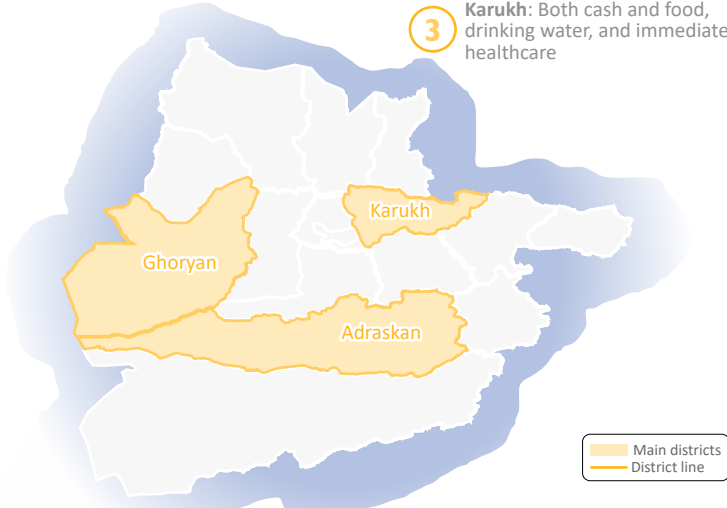 3
Karukh: Both cash and food,
drinking water, and immediate
healthcare
Karukh
Ghoryan
Adraskan
Main districts
District line